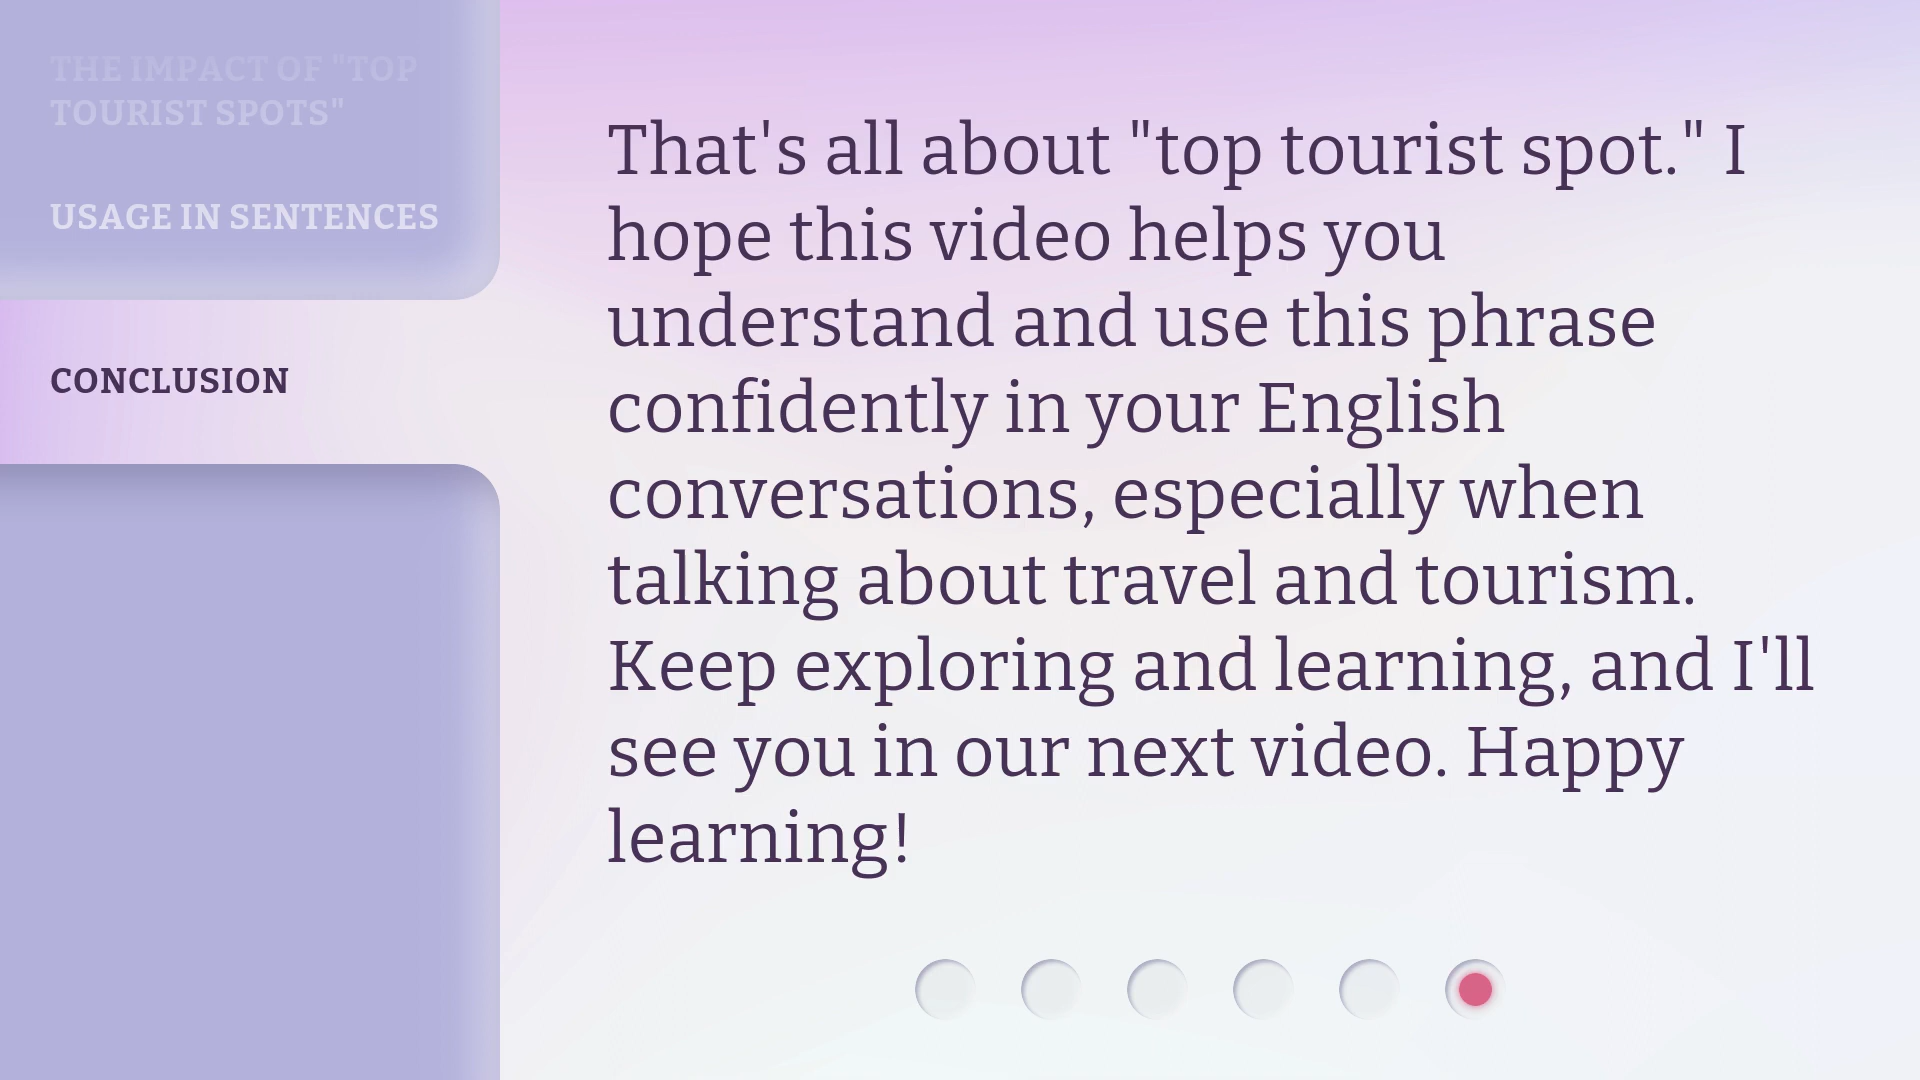 THE IMPACT OF "TOP
TOURIST SPOTS"
USAGE IN SENTENCES
CONCLUSION
That's all about "top tourist spot." I
hope this video helps you
understand and use this phrase
confidently in your English
conversations, especially when
talking about travel and tourism.
Keep exploring and learning, and I'll
see you in our next video. Happy
learning!